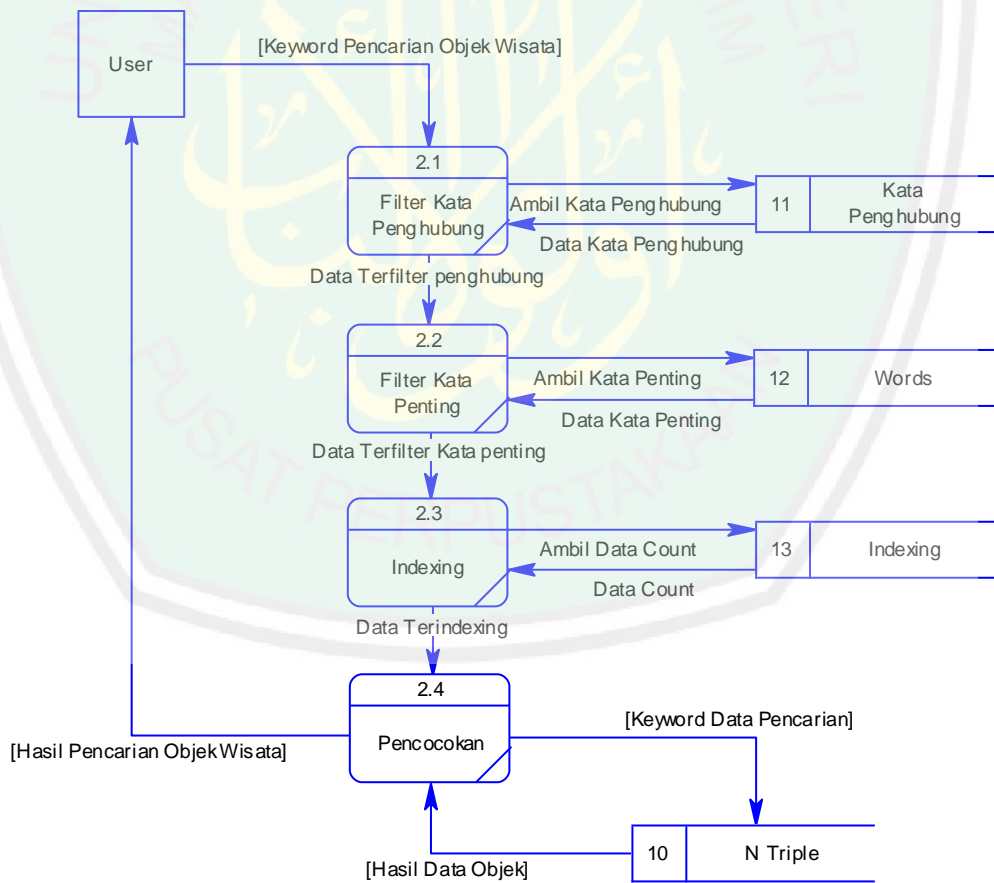 [Keyword Pencarian Objek Wisata]
User
2.1
Filter Kata
Penghubung
Ambil Kata Penghubung
Data Kata Penghubung
11
Kata
Penghubung
Data Terfilter penghubung
2.2
Filter Kata
Penting
Ambil Kata Penting
Data Kata Penting
12
Words
Data Terfilter Kata penting
2.3
Indexing
Ambil Data Count
Data Count
13
Indexing
Data Terindexing
2.4
Pencocokan
[Keyword Data Pencarian]
[Hasil Pencarian Objek Wisata]
10
N Triple
[Hasil Data Objek]
PUSAT PERPUSTAKAAN